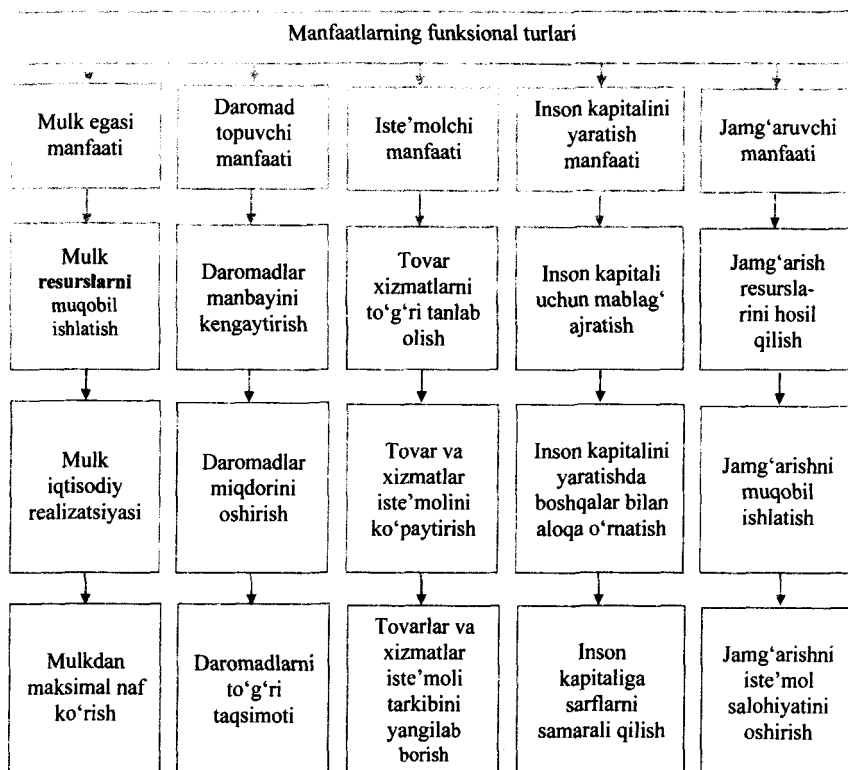 Manfaatlarning funksional turlari
Mulk egasi
manfaati
Daromad
topuvchi
manfaati
Iste’molchi
manfaati
Inson kapitalini
yaratish
manfaati
Jamg‘aruvchi
manfaati
Mulk
resurslarni
muqobil
ishlatish
Daromadlar
manbayini
kengaytirish
Tovar
xizmatlarni
to‘g‘ri tanlab
olish
Inson kapitali
uchun mablag‘
ajratish
Jamg‘arish
resursla-
rini hosil
qilish
Mulk
iqtisodiy
realizatsiyasi
Daromadlar
miqdorini
oshirish
Tovar va
xizmatlar
iste’molini
ko‘paytirish
Inson kapitalini
yaratishda
boshqalar bilan
aloqa o‘rnatish
Jamg‘arishni
muqobil
ishlatish
Mulkdan
maksimal naf
ko‘rish
Daromadlarni
to‘g‘ri
taqsimoti
Tovarlar va
xizmatlar
iste’moli
tarkibini
yangilab
borish
Inson
kapitaliga
sarflarni
samarali qilish
Jamg‘arishni
iste’mol
salohiyatini
oshirish